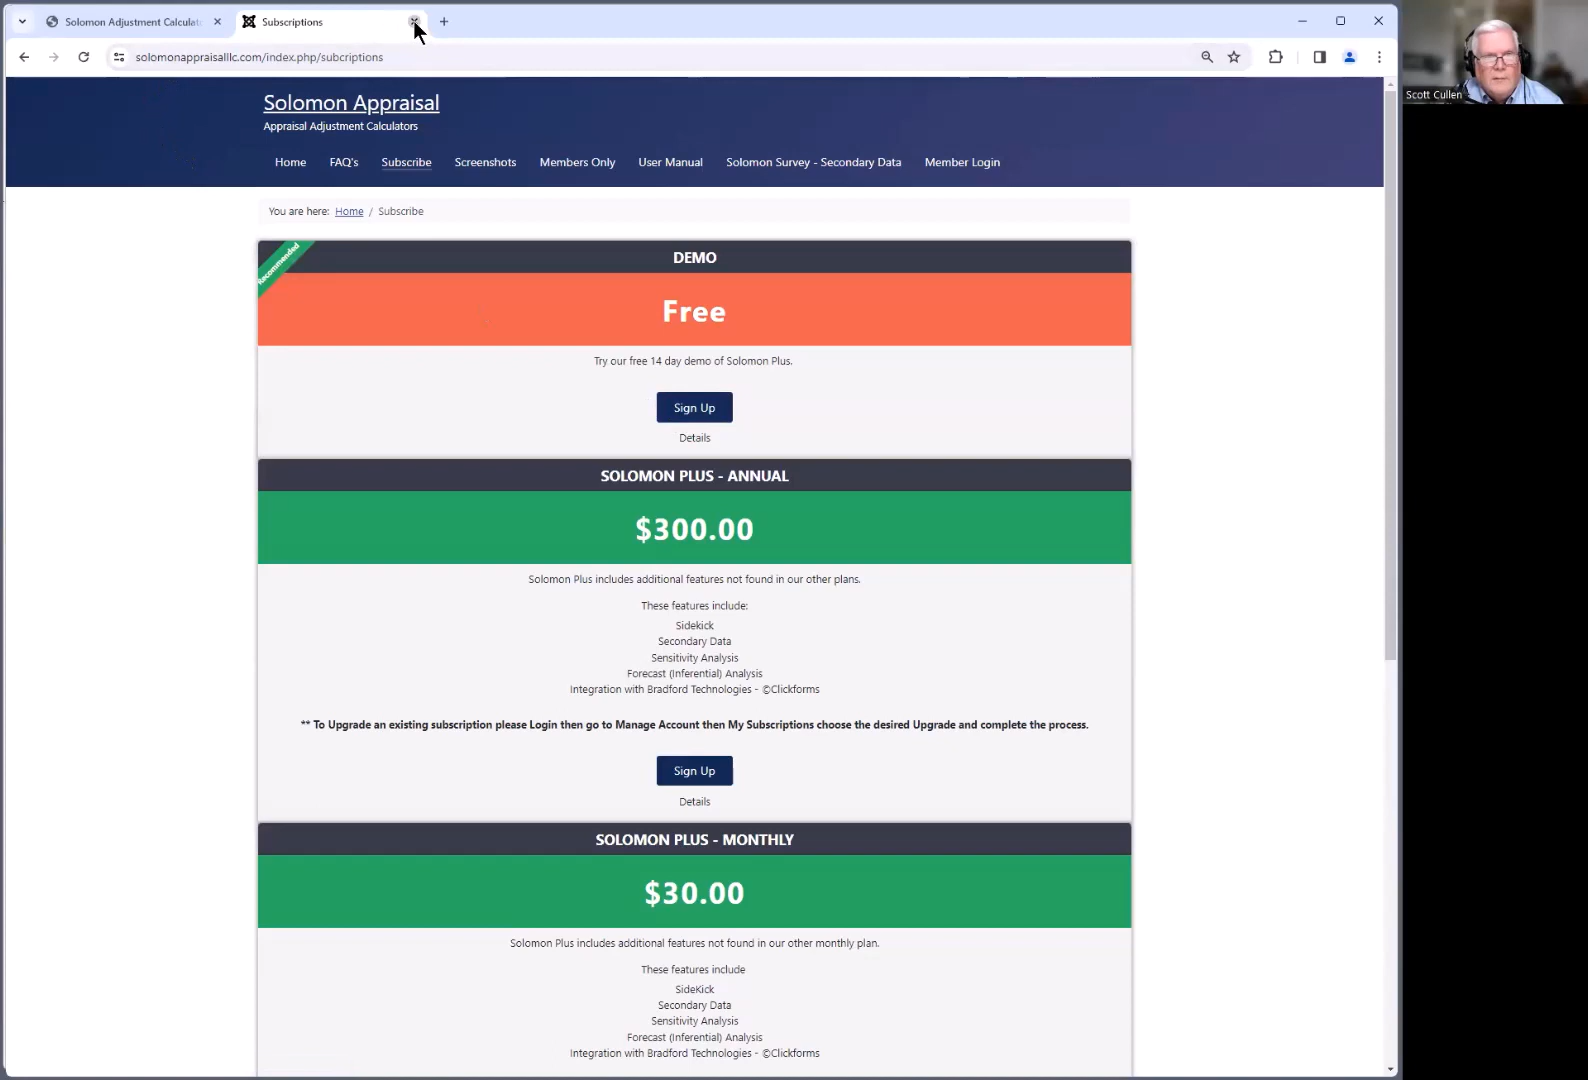 Solomon Adjustment Calculat
Subscriptions
solomonappraisalllc.com/index.php/subcriptions
Scott Cullen
Solomon Appraisal
Appraisal Adjustment Calculators
Home FAQ's Subscribe Screenshots Members Only User Manual Solomon Survey - Secondary Data Member Login
You are here: Home / Subscribe
Recommended
DEMO
Free
Try our free 14 day demo of Solomon Plus.
Sign Up
Details
SOLOMON PLUS - ANNUAL
$300.00
Solomon Plus includes additional features not found in our other plans.
These features include:
Sidekick
Secondary Data
Sensitivity Analysis
Forecast (Inferential) Analysis
Integration with Bradford Technologies - ©Clickforms
** To Upgrade an existing subscription please Login then go to Manage Account then My Subscriptions choose the desired Upgrade and complete the process.
Sign Up
Details
SOLOMON PLUS - MONTHLY
$30.00
Solomon Plus includes additional features not found in our other monthly plan.
These features include
SideKick
Secondary Data
Sensitivity Analysis
Forecast (Inferential) Analysis
Integration with Bradford Technologies - ©Clickforms